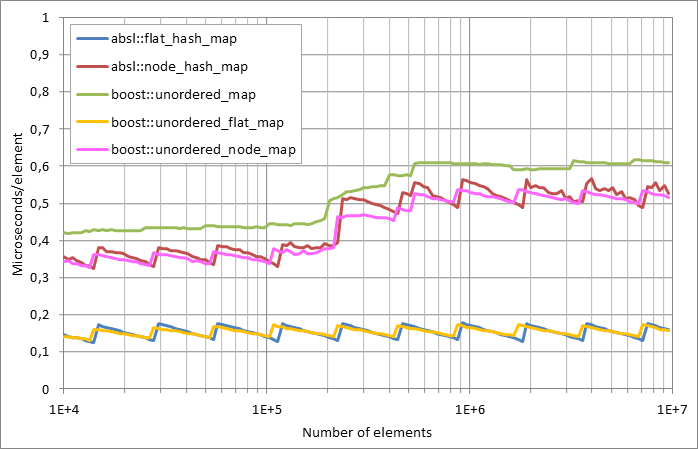 1
0,9
0,8
0,7
0,6
0,5
0,4
0,3
0,2
0,1
0
Microseconds/element
absl::flat_hash_map
absl::node_hash_map
boost::unordered_map
boost::unordered_flat_map
boost::unordered_node_map
1E+4
1E+5
1E+6
1E+7
Number of elements